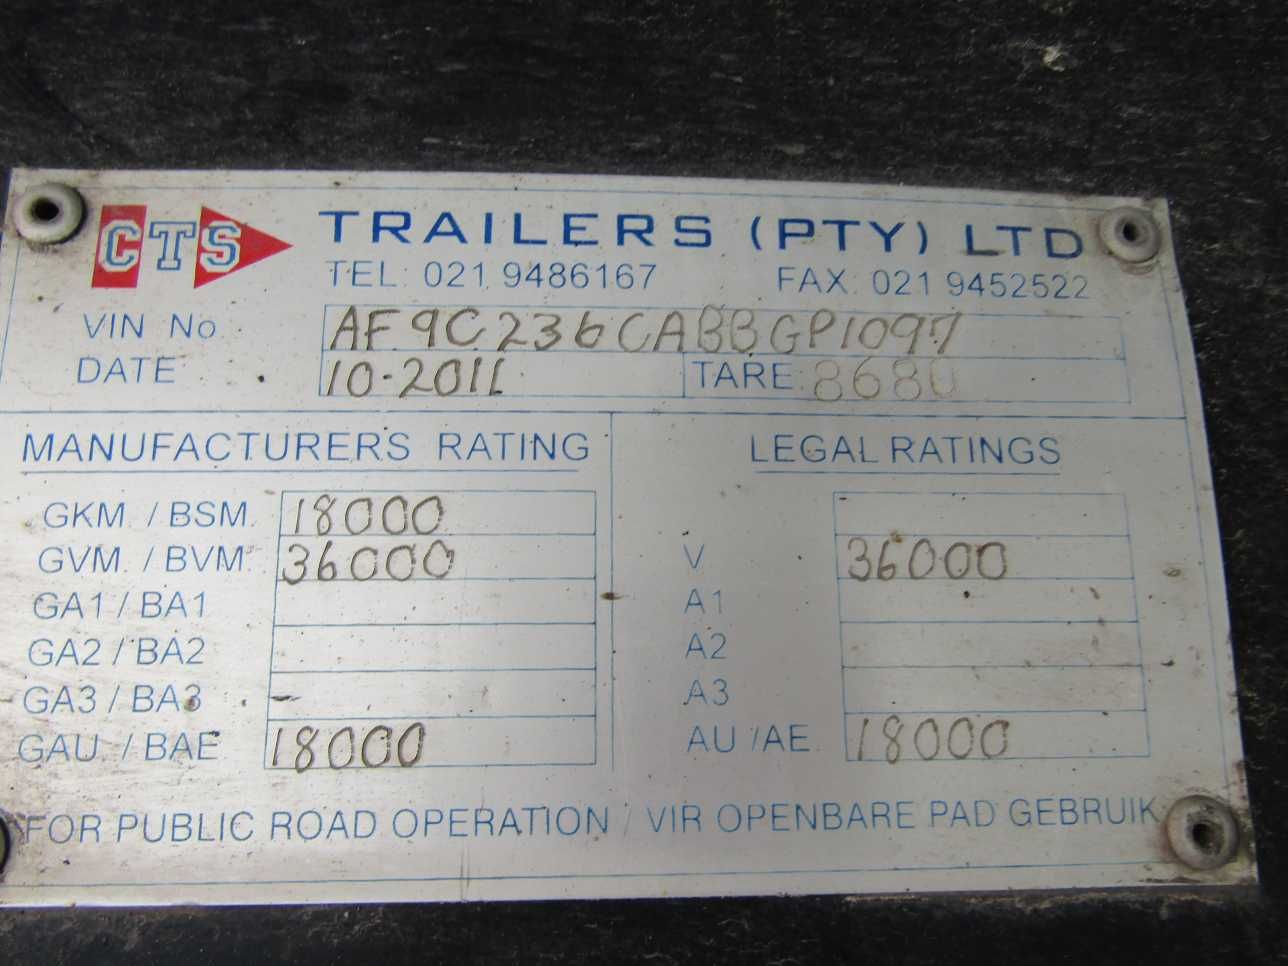 CTS TRAILERS (PTY) LTD
TEL: 021 9486167 FAX: 021 9452522
VIN No AF9C236CABBGP1097
DATE 10-2011 TARE: 8680
MANUFACTURERS RATING LEGAL RATINGS
GKM. / BSM. 18000
GVM. / BVM. 36000 V 36000
GA1 / BA1 A1
GA2 / BA2 A2
GA3 / BA3 - A3
GAU / BAE 18000 AU /AE 18000
FOR PUBLIC ROAD OPERATION / VIR OPENBARE PAD GEBRUIK